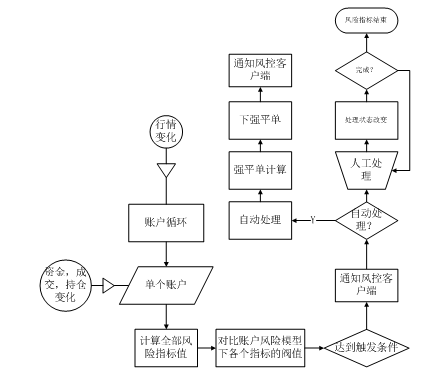 风险指标结束
完成？
处理状态改变
人工处
理
自动处
理？
Y
通知风控客
户端
达到触发条件
通知风控客
户端
下强平单
强平单计算
自动处理
行情
变化
账户循环
资金，成
交，持仓
变化
单个账户
计算全部风
险指标值
对比账户风险模型
下各个指标的阀值